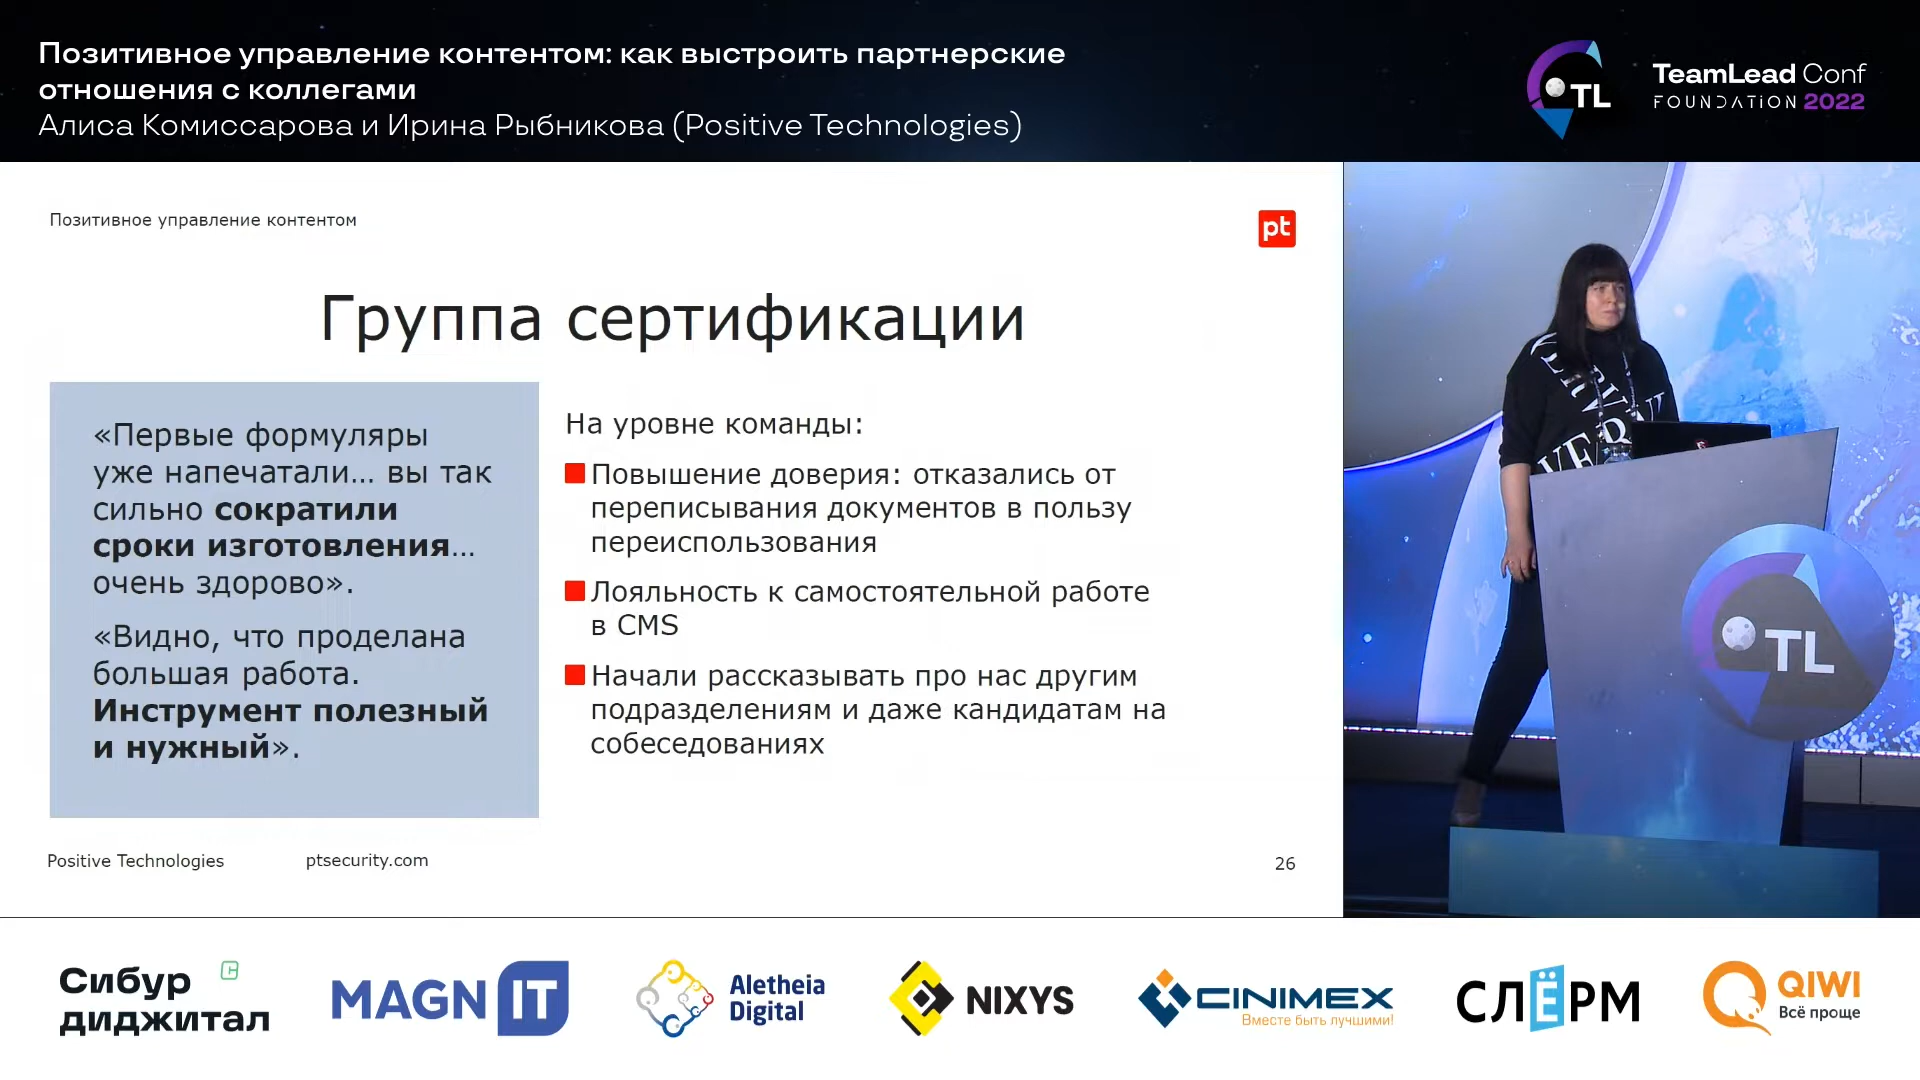 Позитивное управление контентом: как выстроить партнерские
отношения с коллегами
Алиса Комиссарова и Ирина Рыбникова (Positive Technologies)
TL
TeamLead Conf
FOUNDATION 2022
Позитивное управление контентом
pt
Группа сертификации
«Первые формуляры
уже напечатали... вы так
сильно сократили
сроки изготовления...
очень здорово».
«Видно, что проделана
большая работа.
Инструмент полезный
и нужный».
На уровне команды:
Повышение доверия: отказались от
переписывания документов в пользу
переиспользования
Лояльность к самостоятельной работе
в CMS
Начали рассказывать про нас другим
подразделениям и даже кандидатам на
собеседованиях
Positive Technologies
ptsecurity.com
26
TL
Сибур
диджитал
MAGNIT
Aletheia
Digital
NIXYS
CINIMEX
Вместе быть лучшими!
СЛЁРМ
QIWI
Всё проще